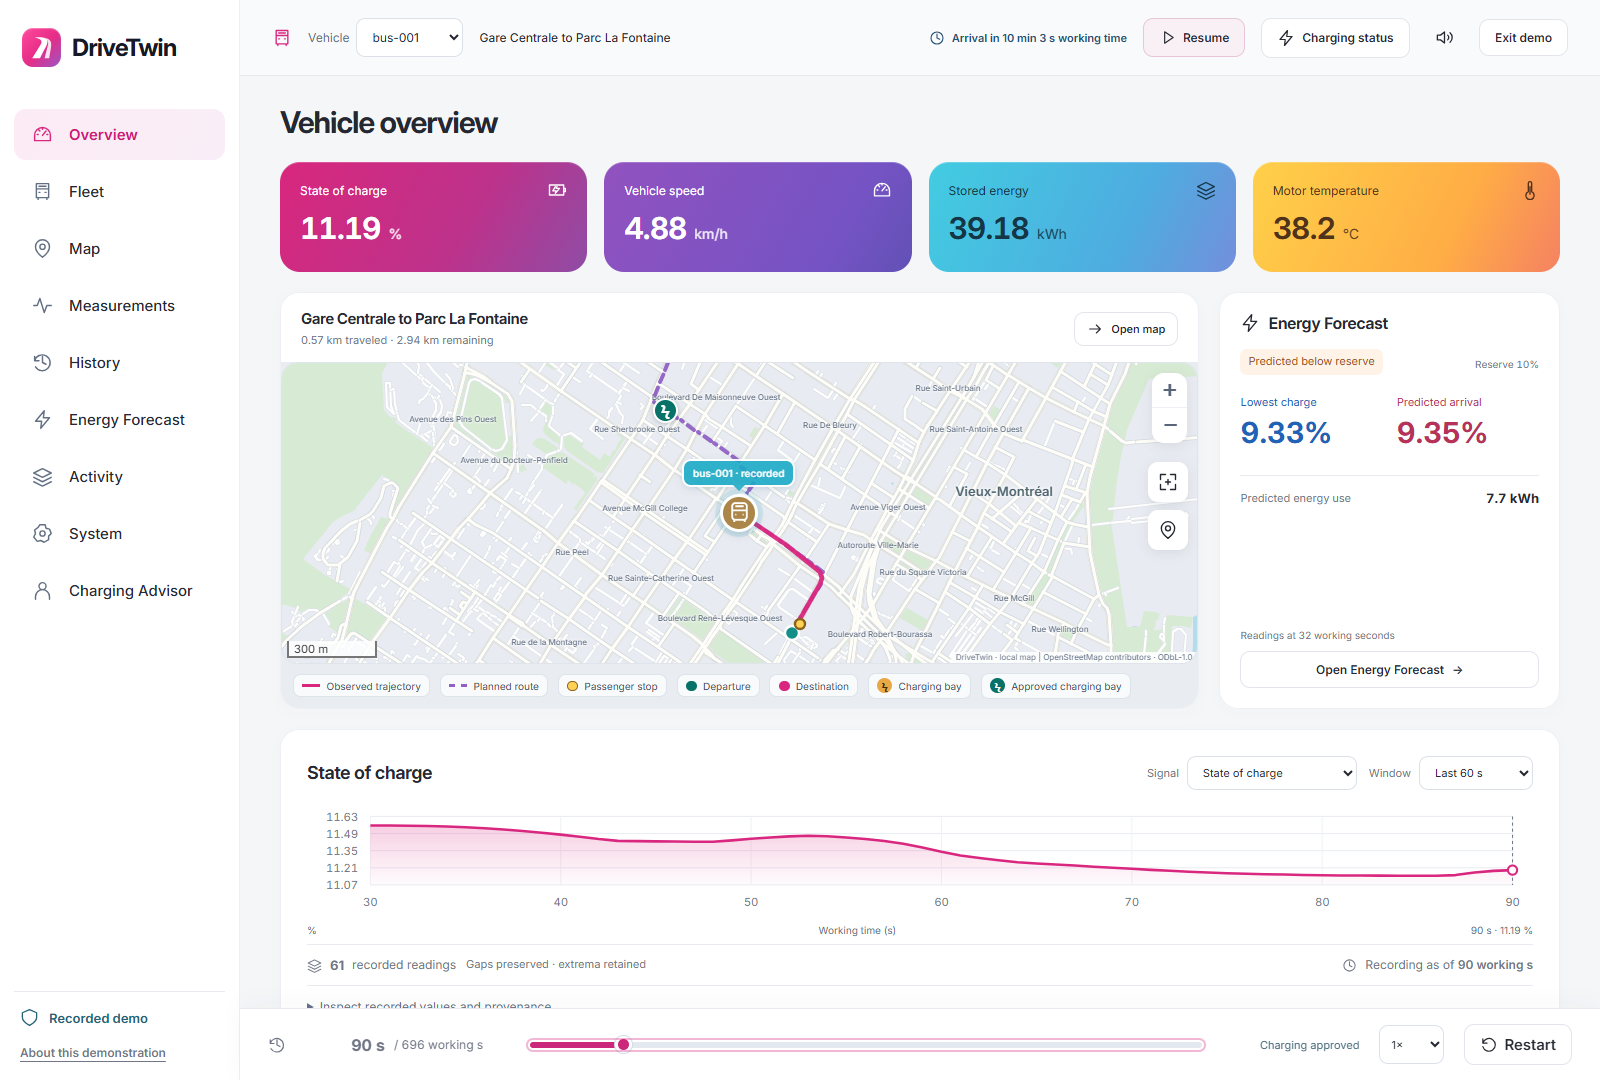 DriveTwin
Overview
Fleet
Map
Measurements
History
Energy Forecast
Activity
System
Charging Advisor
Recorded demo
About this demonstration
Vehicle bus-001 Gare Centrale to Parc La Fontaine
Arrival in 10 min 3 s working time
Resume
Charging status
Exit demo
Vehicle overview
State of charge
11.19 %
Vehicle speed
4.88 km/h
Stored energy
39.18 kWh
Motor temperature
38.2 °C
Gare Centrale to Parc La Fontaine
0.57 km traveled · 2.94 km remaining
Open map
Rue Saint-Urbain
Boulevard De Maisonneuve Ouest
Avenue des Pins Ouest
Rue Sherbrooke Ouest
Rue De Bleury
Rue Saint-Antoine Ouest
Avenue du Docteur-Penfield
bus-001 · recorded
Vieux-Montréal
Avenue McGill College
Avenue Viger Ouest
Rue Peel
Autoroute Ville-Marie
Rue Sainte-Catherine Ouest
Rue du Square Victoria
Rue McGill
Boulevard René-Lévesque Ouest
Rue Wellington
Boulevard Robert-Bourassa
Rue de la Montagne
300 m
DriveTwin · local map | OpenStreetMap contributors · ODbL-1.0
+
−
Observed trajectory
Planned route
Passenger stop
Departure
Destination
Charging bay
Approved charging bay
Energy Forecast
Predicted below reserve
Reserve 10%
Lowest charge
9.33%
Predicted arrival
9.35%
Predicted energy use 7.7 kWh
Readings at 32 working seconds
Open Energy Forecast →
State of charge
Signal State of charge
Window Last 60 s
11.63
11.49
11.35
11.21
11.07
30 40 50 60 70 80 90
% Working time (s) 90 s · 11.19 %
61 recorded readings Gaps preserved · extrema retained
Recording as of 90 working s
Inspect recorded values and provenance
90 s / 696 working s
Charging approved
1×
Restart